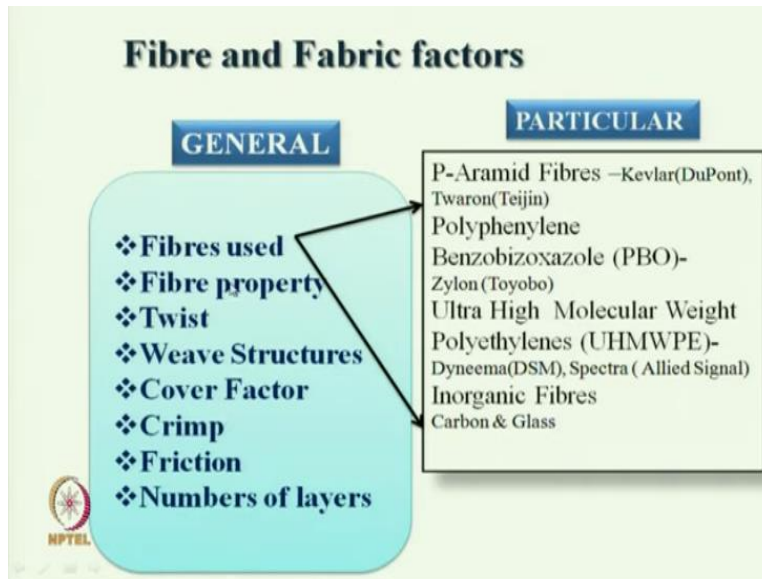 Fibre and Fabric factors
GENERAL
❖Fibres used
❖Fibre property
❖Twist
❖Weave Structures
❖Cover Factor
❖Crimp
❖Friction
❖Numbers of layers
PARTICULAR
P-Aramid Fibres –Kevlar(DuPont),
Twaron(Teijin)
Polyphenylene
Benzobizoxazole (PBO)-
Zylon (Toyobo)
Ultra High Molecular Weight
Polyethylenes (UHMWPE)-
Dyneema(DSM), Spectra ( Allied Signal)
Inorganic Fibres
Carbon & Glass
NPTEL